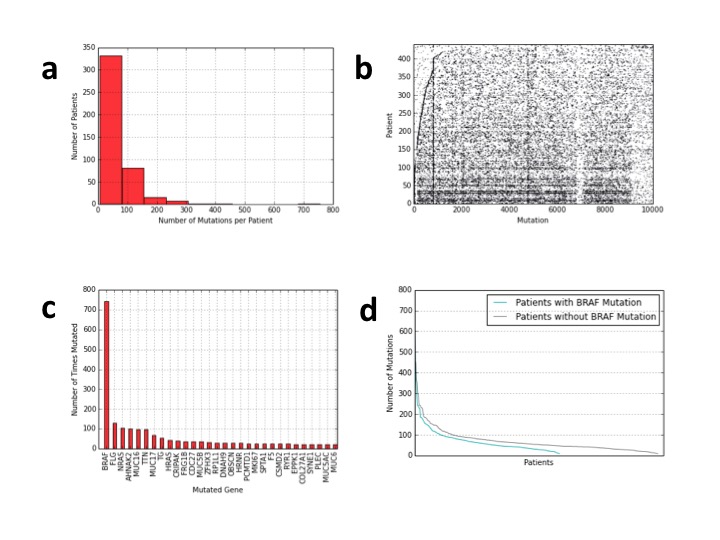 a
350
300
250
200
150
100
50
0
Number of Patients
0 100 200 300 400 500 600 700 800
Number of Mutations per Patient
b
400
350
300
250
200
150
100
50
0
Patient
0 2000 4000 6000 8000 10000
Mutation
c
800
700
600
500
400
300
200
100
0
Number of Times Mutated
BRAF
FLG
NRAS
AHNAK2
MUC16
TTN
MUC17
TG
HRAS
CRIPAK
FRG1B
CDC27
MUC5B
ZFHX3
RP1L1
DNAH9
OBSCN
HRNR
PCMTD1
MKI67
SPTA1
F5
CSMD2
RYR1
EPPK1
COL27A1
SYNE1
PLEC
MUC5AC
MUC6
Mutated Gene
d
800
700
600
500
400
300
200
100
0
Number of Mutations
Patients with BRAF Mutation
Patients without BRAF Mutation
Patients